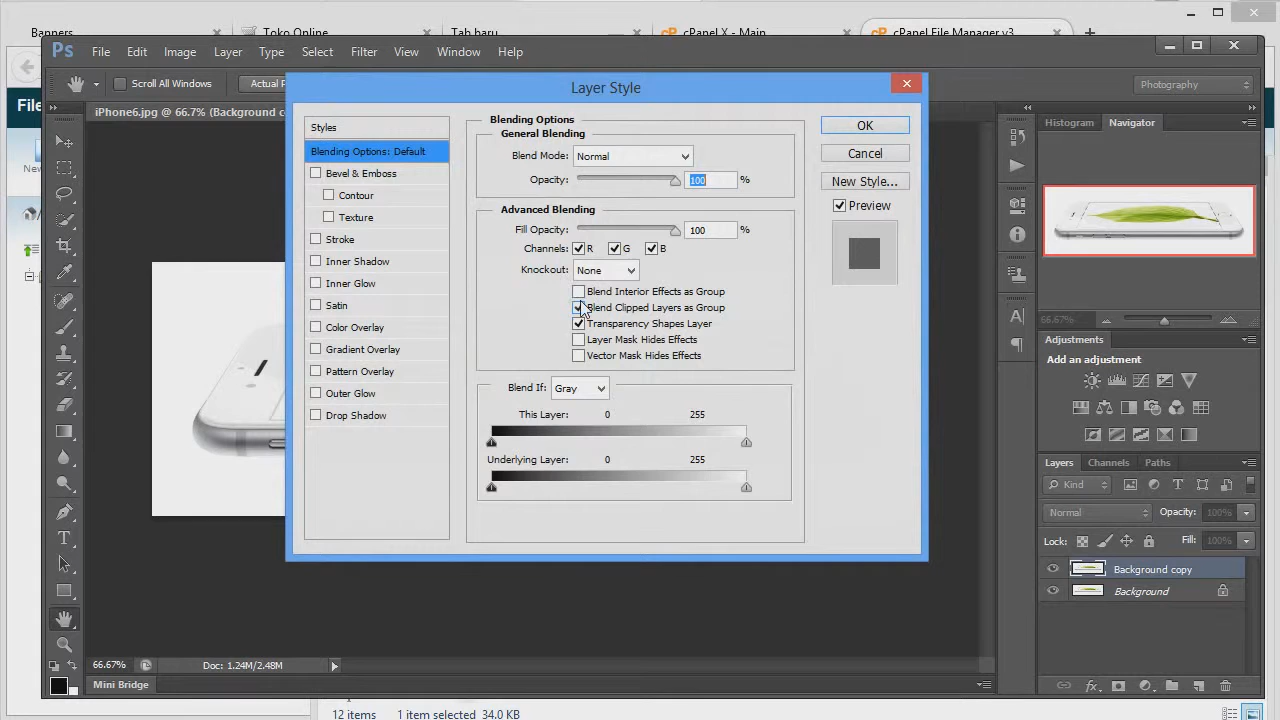 Banners
Toko Online
Tab baru
cP cPanel X - Main
cP cPanel File Manager v3
Ps File Edit Image Layer Type Select Filter View Window Help
Scroll All Windows
Actual P
Photography
File
New
iPhone6.jpg @ 66.7% (Background c
Layer Style
Styles
Blending Options: Default
Bevel & Emboss
Contour
Texture
Stroke
Inner Shadow
Inner Glow
Satin
Color Overlay
Gradient Overlay
Pattern Overlay
Outer Glow
Drop Shadow
Blending Options
General Blending
Blend Mode: Normal
Opacity: 100 %
Advanced Blending
Fill Opacity: 100 %
Channels: R G B
Knockout: None
Blend Interior Effects as Group
Blend Clipped Layers as Group
Transparency Shapes Layer
Layer Mask Hides Effects
Vector Mask Hides Effects
Blend If: Gray
This Layer: 0 255
Underlying Layer: 0 255
OK
Cancel
New Style...
Preview
Histogram Navigator
66.67%
Adjustments
Add an adjustment
Layers Channels Paths
Kind
Normal Opacity: 100%
Lock: Fill: 100%
Background copy
Background
66.67% Doc: 1.24M/2.48M
Mini Bridge
12 items 1 item selected 34.0 KB